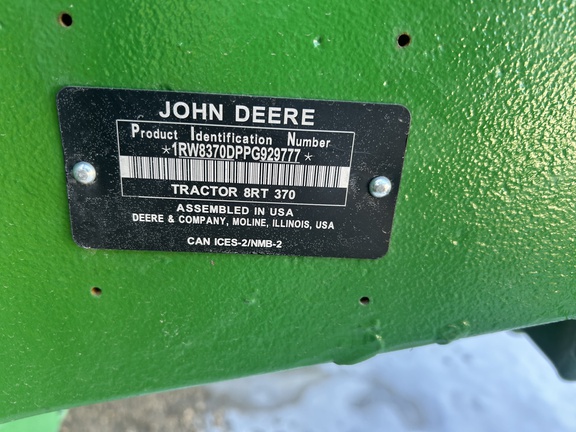 JOHN DEERE
Product Identification Number
*1RW8370DPPG929777*
TRACTOR 8RT 370
ASSEMBLED IN USA
DEERE & COMPANY, MOLINE, ILLINOIS, USA
CAN ICES-2/NMB-2